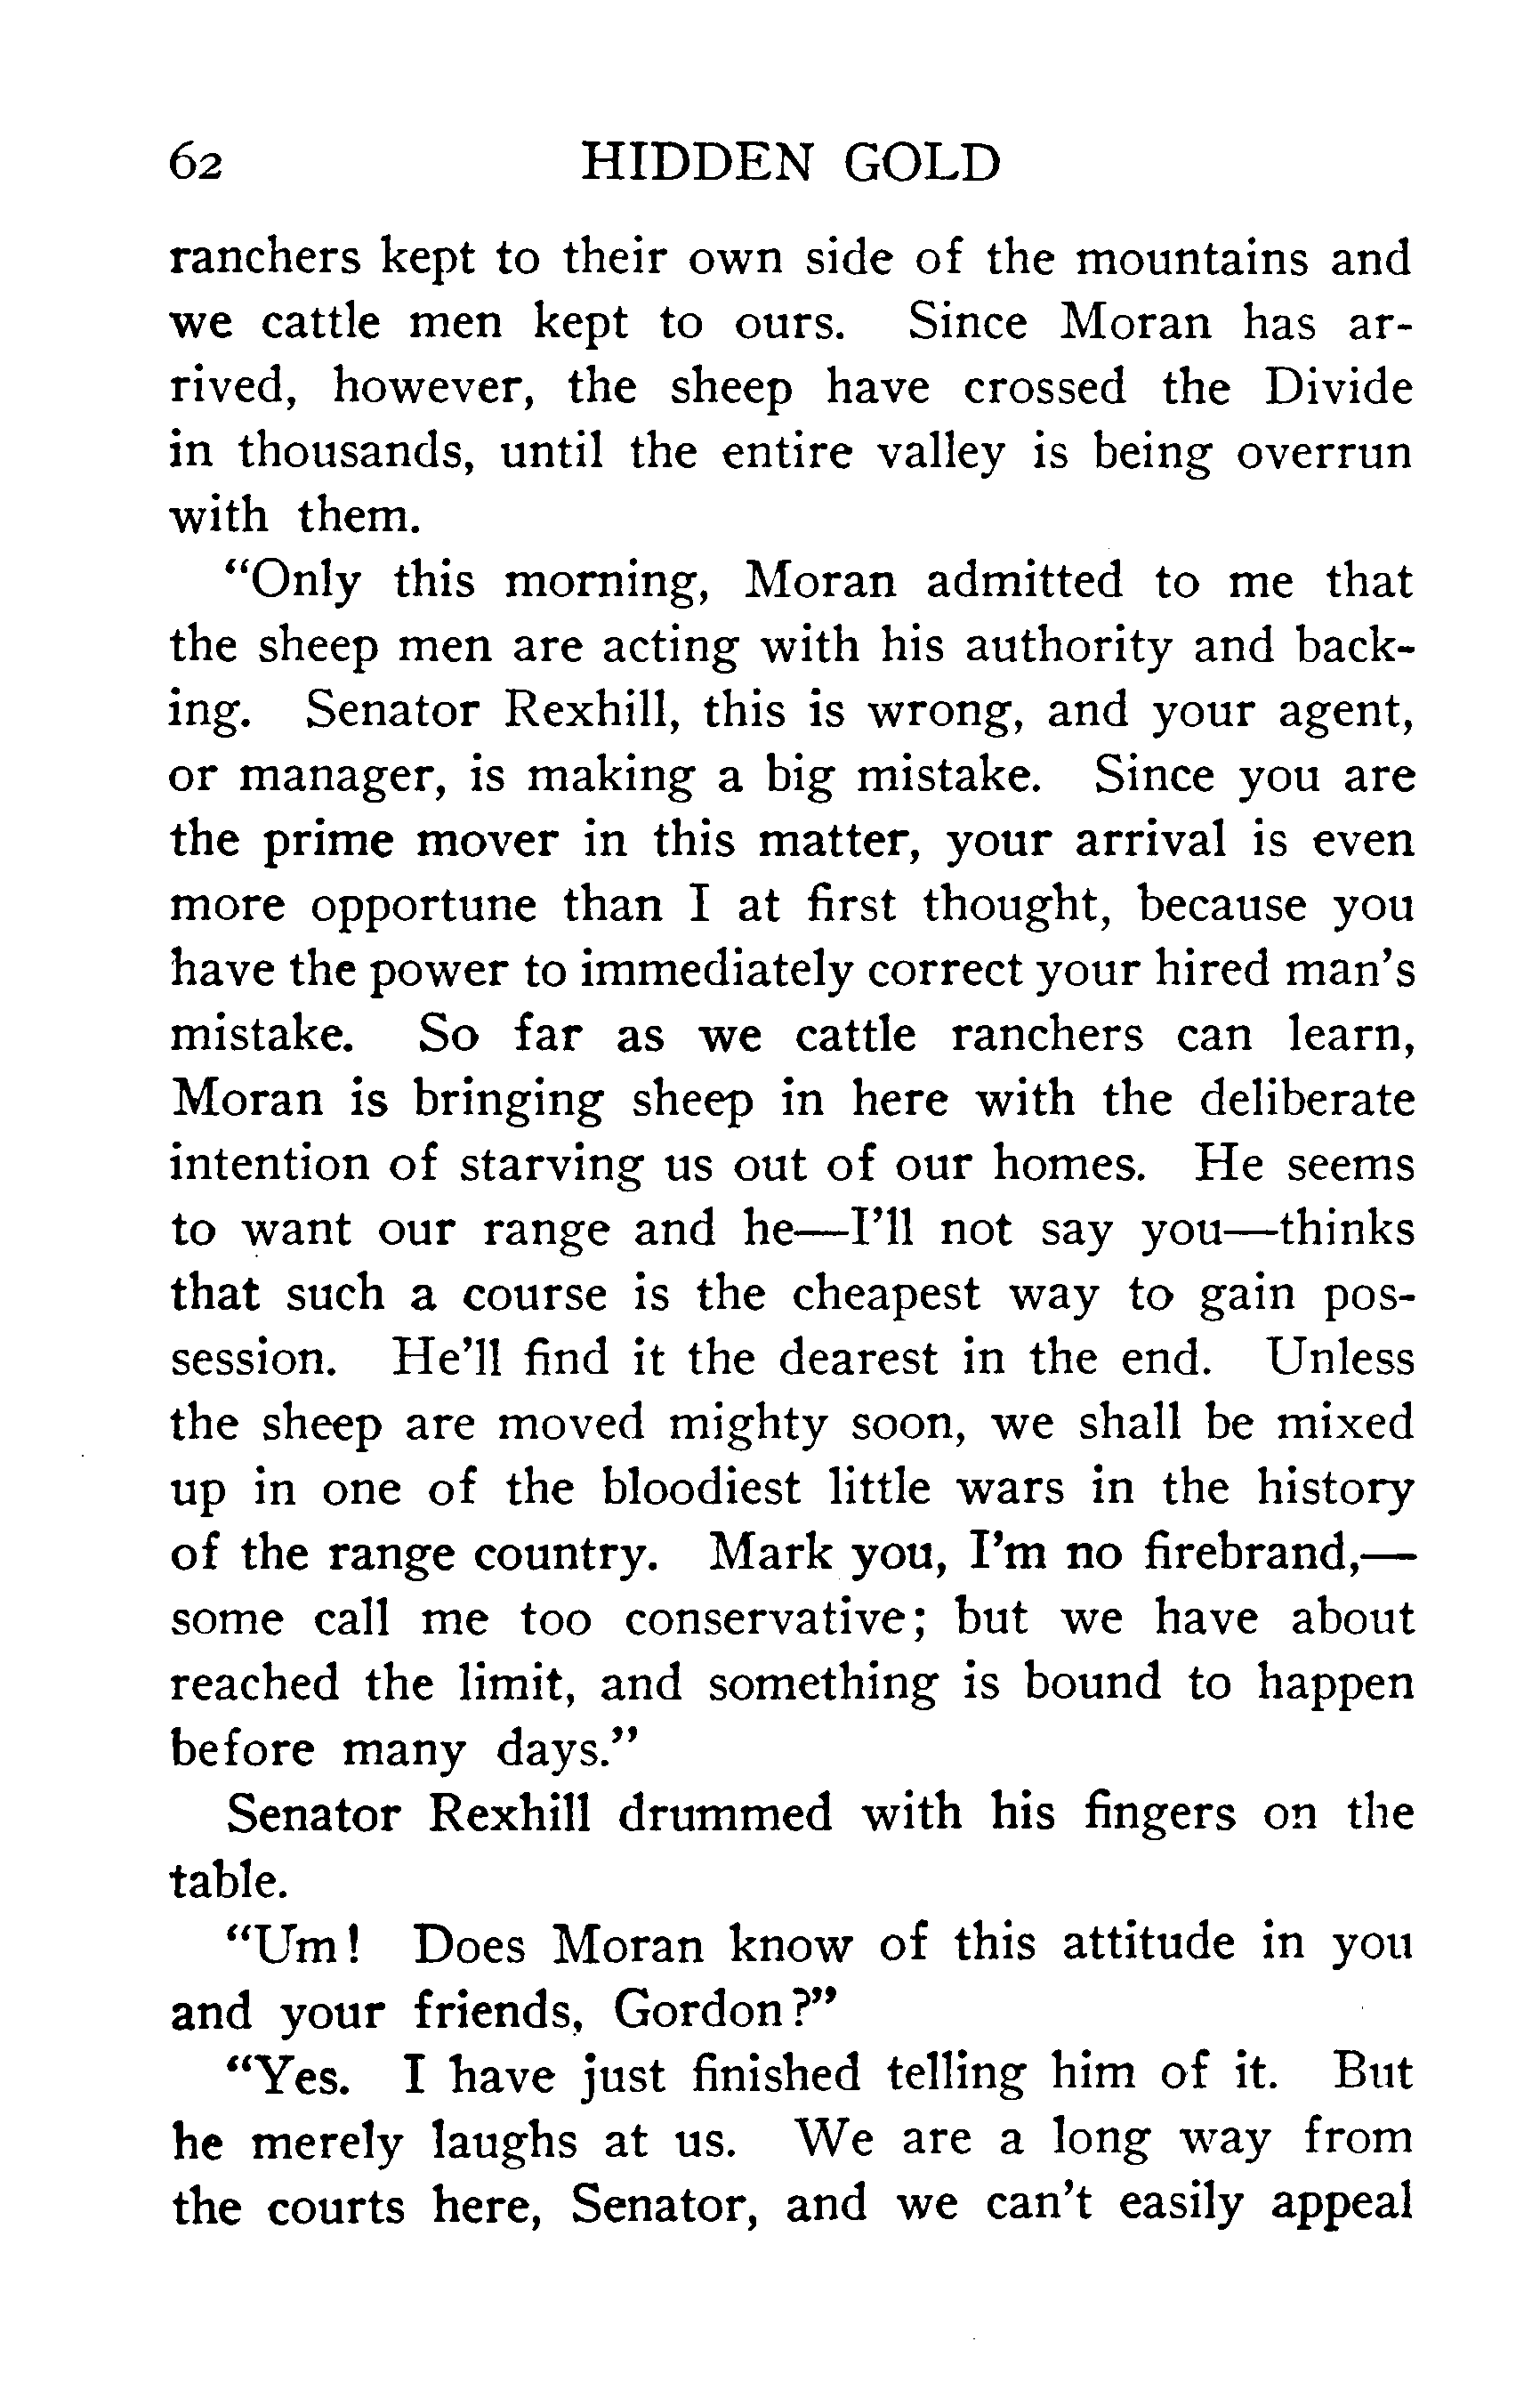 62 HIDDEN GOLD
ranchers kept to their own side of the mountains and
we cattle men kept to ours. Since Moran has ar-
rived, however, the sheep have crossed the Divide
in thousands, until the entire valley is being overrun
with them.
“Only this morning, Moran admitted to me that
the sheep men are acting with his authority and back-
ing. Senator Rexhill, this is wrong, and your agent,
or manager, is making a big mistake. Since you are
the prime mover in this matter, your arrival is even
more opportune than I at first thought, because you
have the power to immediately correct your hired man’s
mistake. So far as we cattle ranchers can learn,
Moran is bringing sheep in here with the deliberate
intention of starving us out of our homes. He seems
to want our range and he—I’ll not say you—thinks
that such a course is the cheapest way to gain pos-
session. He’ll find it the dearest in the end. Unless
the sheep are moved mighty soon, we shall be mixed
up in one of the bloodiest little wars in the history
of the range country. Mark you, I’m no firebrand,—
some call me too conservative; but we have about
reached the limit, and something is bound to happen
before many days.”
Senator Rexhill drummed with his fingers on the
table.
“Um! Does Moran know of this attitude in you
and your friends, Gordon?”
“Yes. I have just finished telling him of it. But
he merely laughs at us. We are a long way from
the courts here, Senator, and we can’t easily appeal